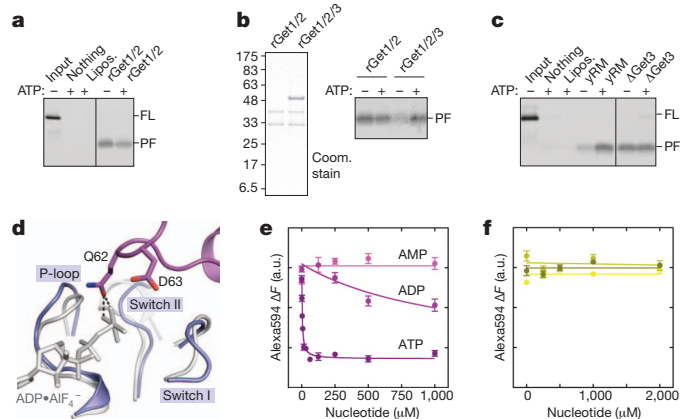 a
Input
Nothing
Lipos.
rGet1/2
rGet1/2
ATP: − + + − +
FL
PF
b
rGet1/2
rGet1/2/3
175
83
63
48
33
25
17
6.5
Coom.
stain
rGet1/2 rGet1/2/3
ATP: − + − +
PF
c
Input
Nothing
Lipos.
yRM
yRM
ΔGet3
ΔGet3
ATP: − + + − + − +
FL
PF
d
Q62
D63
P-loop
Switch II
Switch I
ADP•AlF₄⁻
e
Alexa594 ΔF (a.u.)
AMP
ADP
ATP
0 250 500 750 1,000
Nucleotide (μM)
f
Alexa594 ΔF (a.u.)
0 1,000 2,000
Nucleotide (μM)